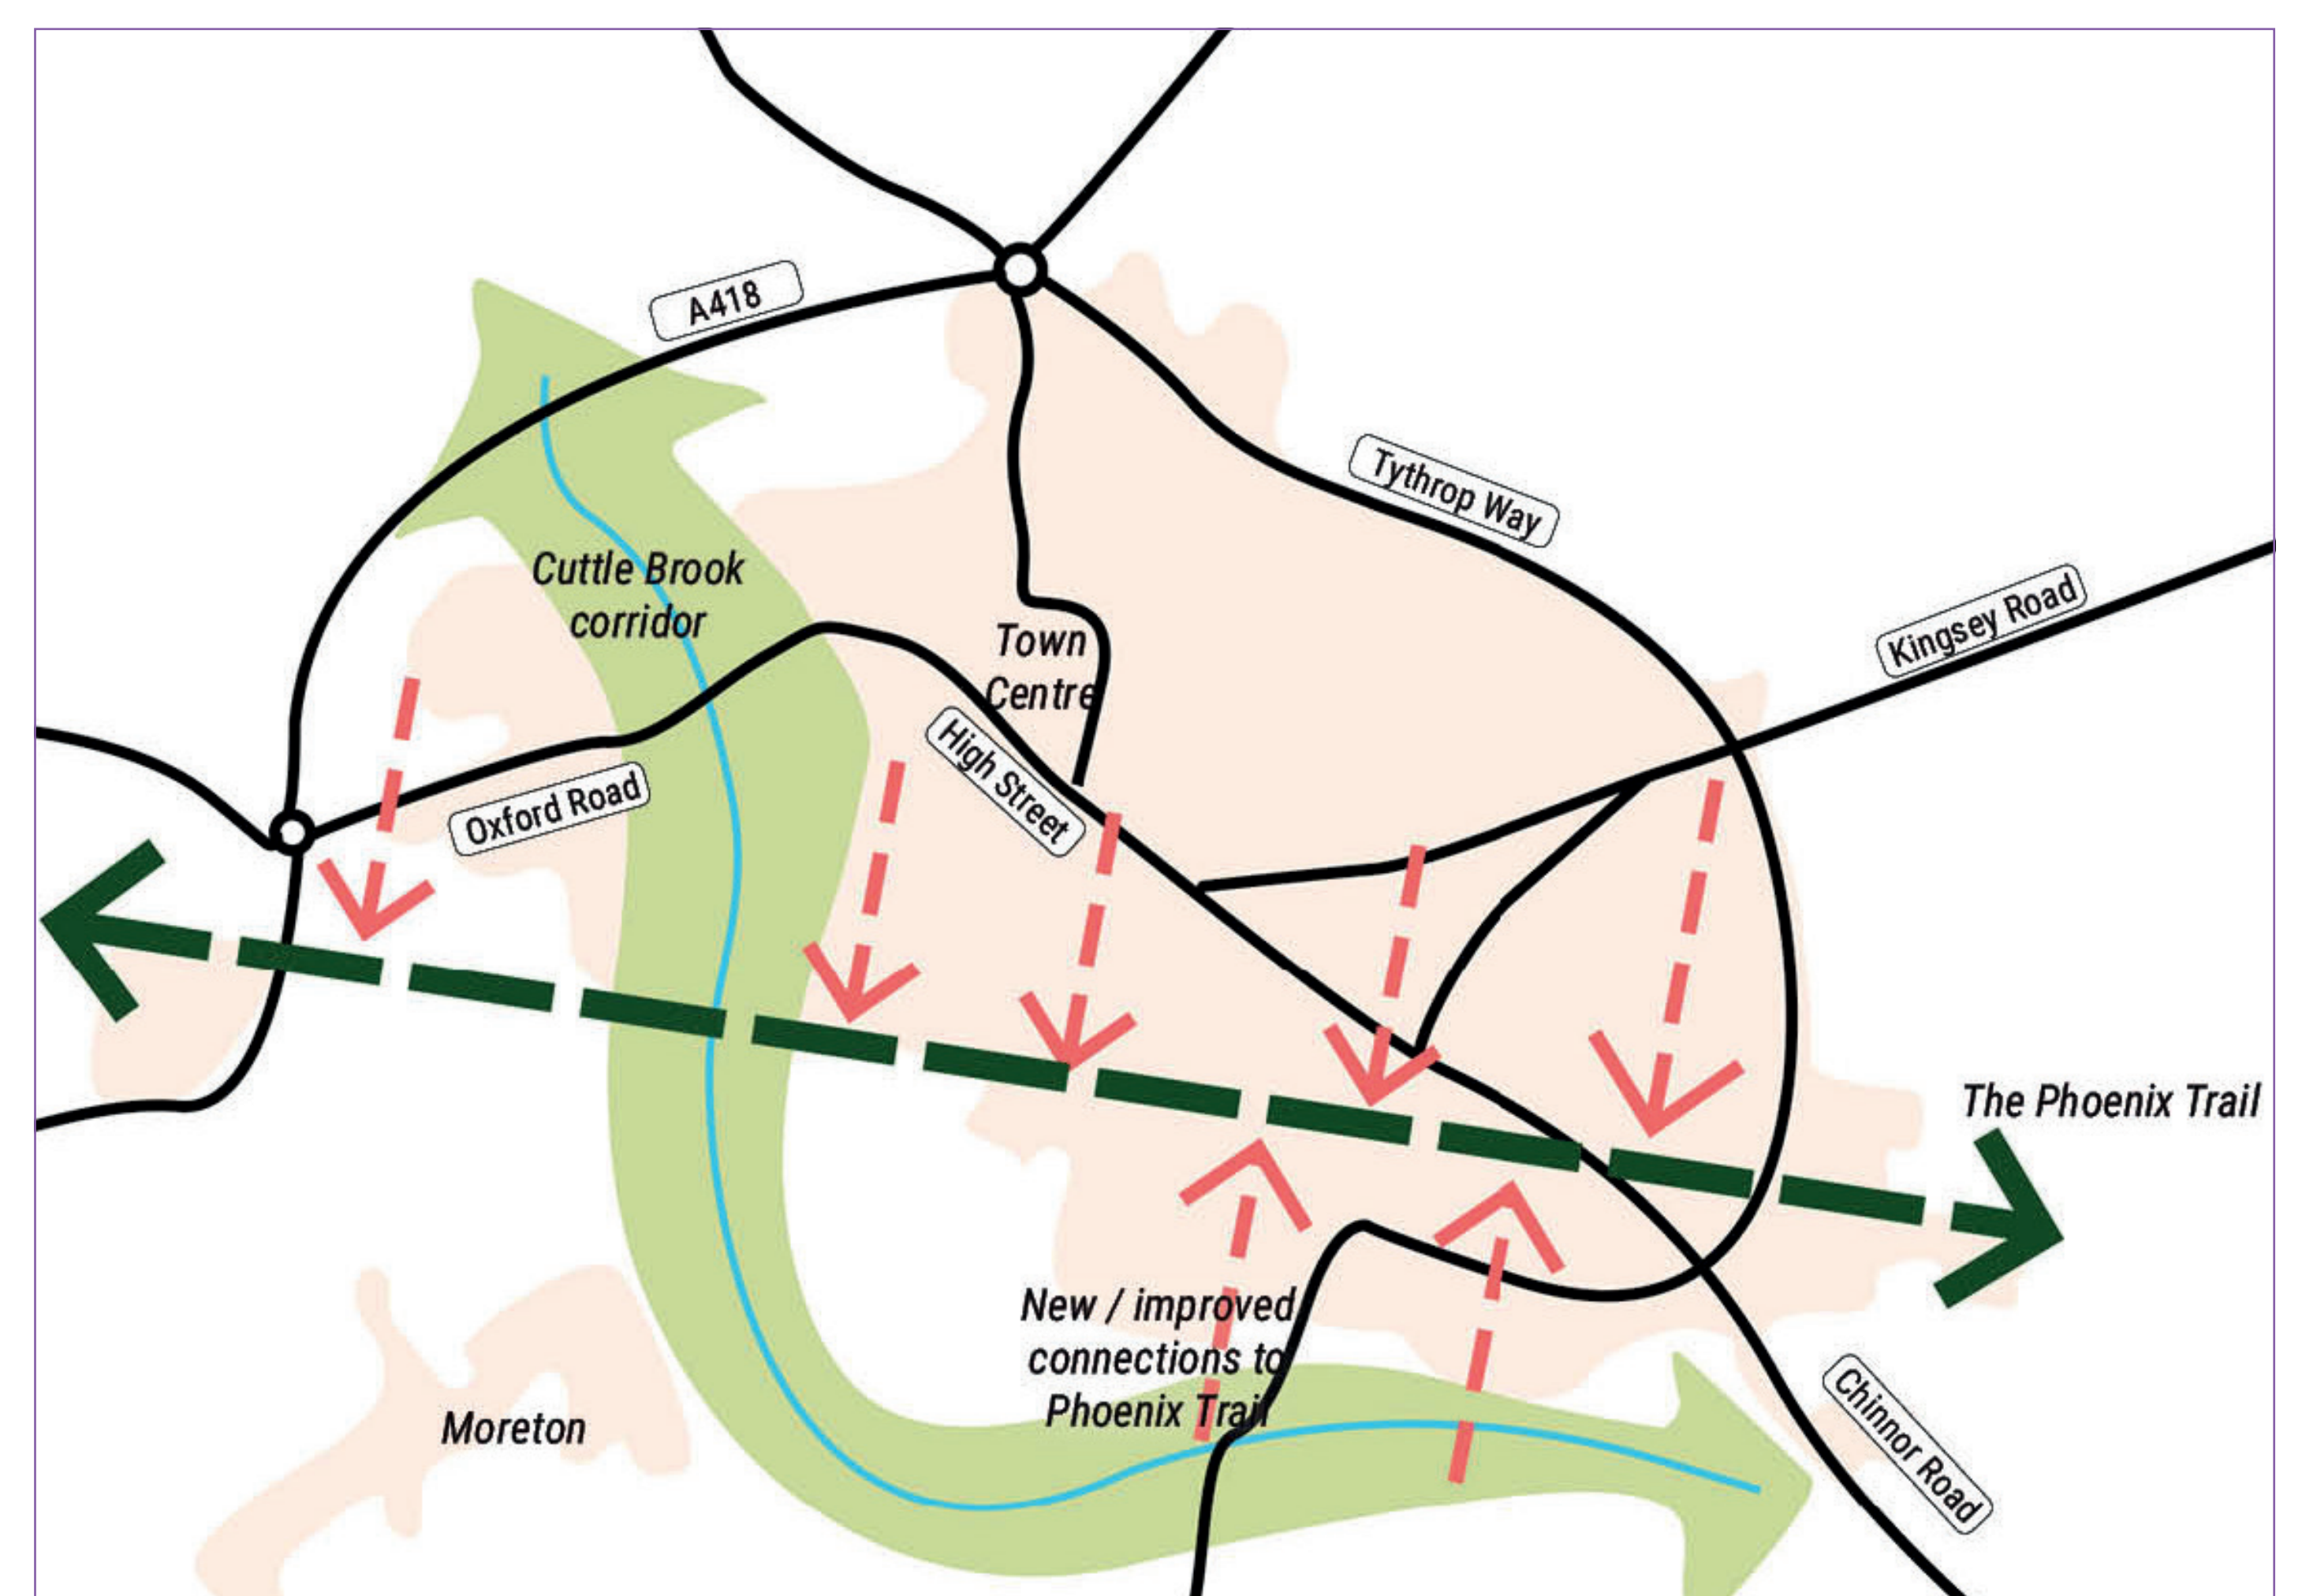 A418
Tythrop Way
Cuttle Brook
corridor
Kingsey Road
Town
Centre
High Street
Oxford Road
The Phoenix Trail
New / improved
connections to
Phoenix Trail
Moreton
Chinnor Road